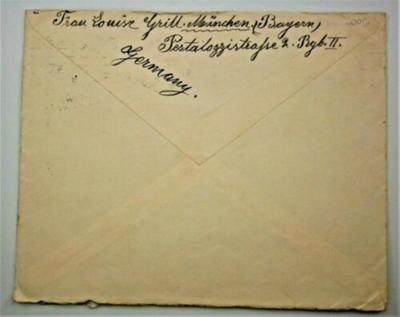 Frau Louise Grill. München (Bayern)
Pestalozzistraße 2. Rgb. II.
Germany.